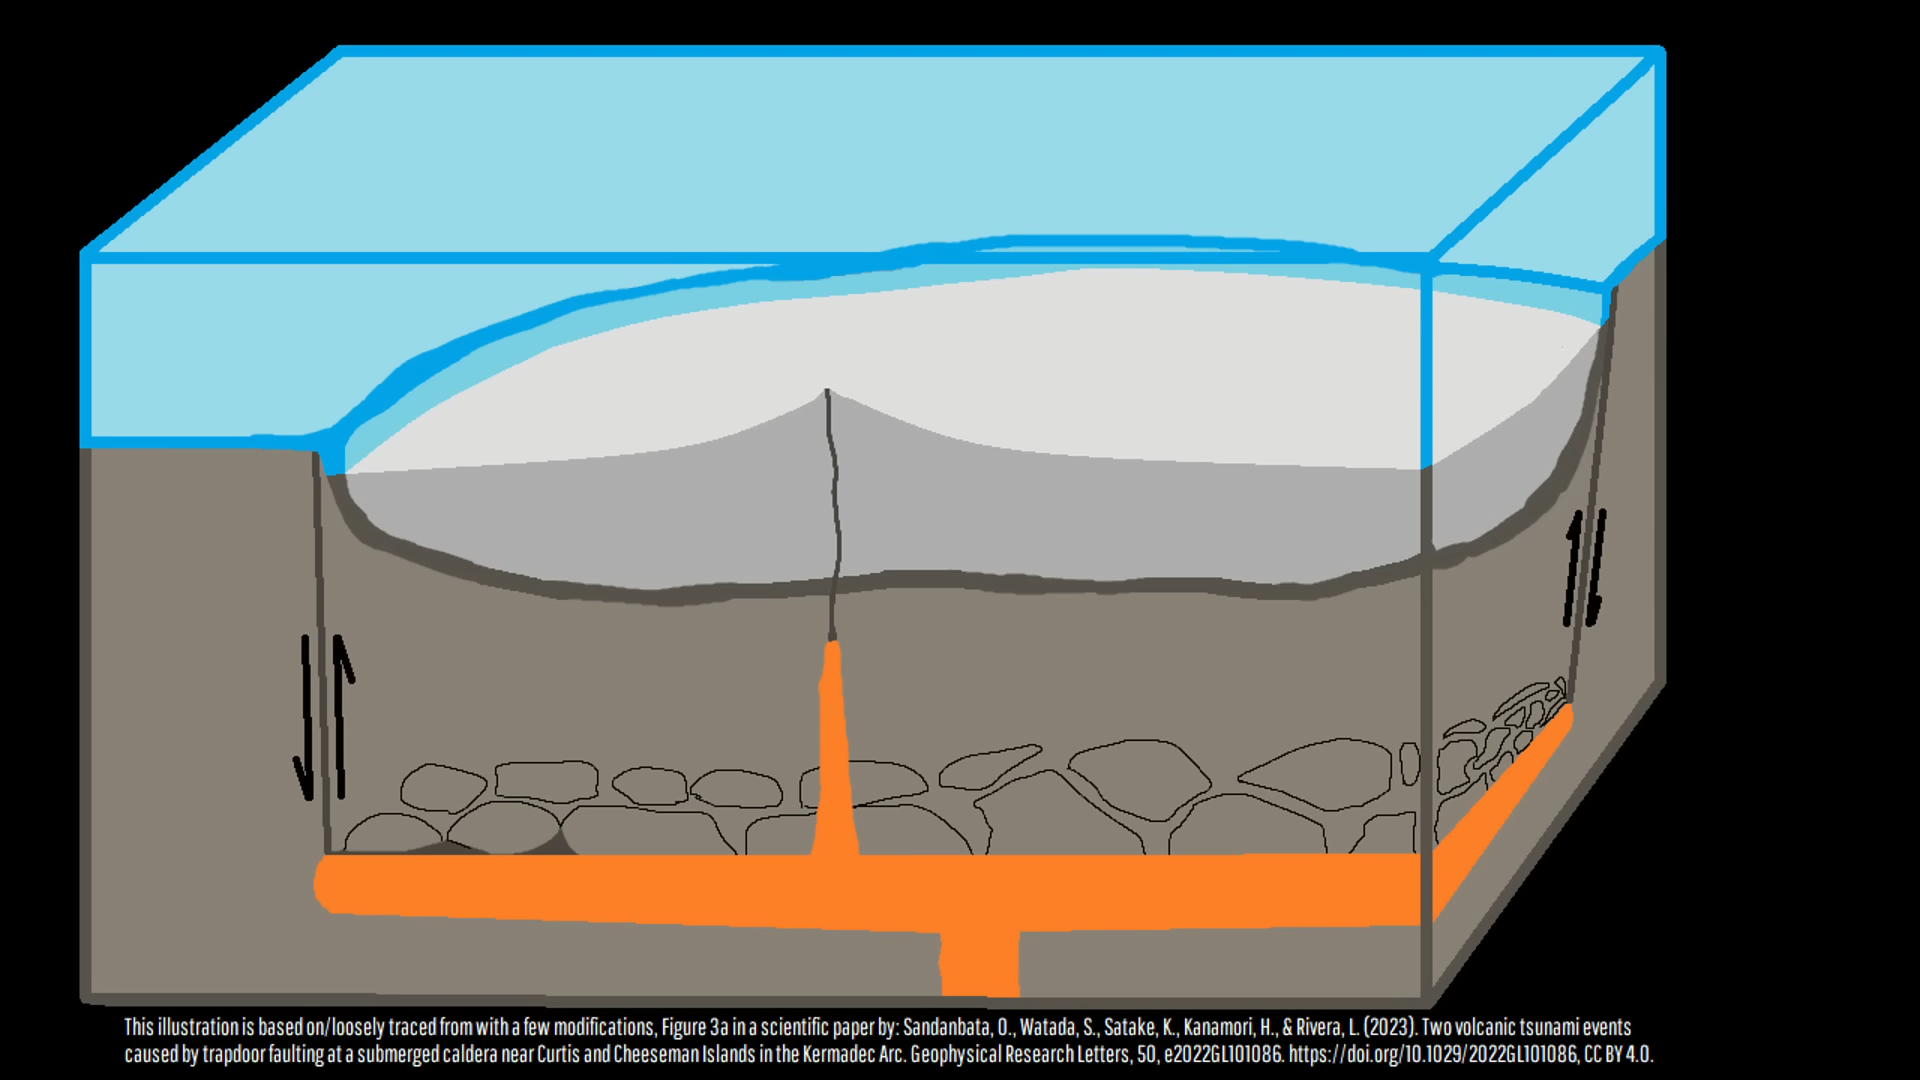 This illustration is based on/loosely traced from with a few modifications, Figure 3a in a scientific paper by: Sandanbata, O., Watada, S., Satake, K., Kanamori, H., & Rivera, L. (2023). Two volcanic tsunami events
caused by trapdoor faulting at a submerged caldera near Curtis and Cheeseman Islands in the Kermadec Arc. Geophysical Research Letters, 50, e2022GL101086. https://doi.org/10.1029/2022GL101086, CC BY 4.0.